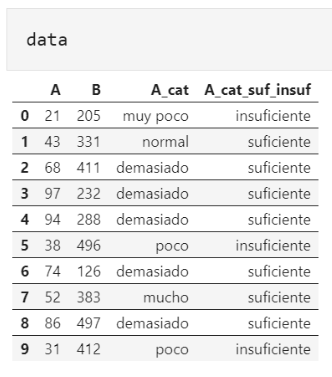 data
A B A_cat A_cat_suf_insuf
0 21 205 muy poco insuficiente
1 43 331 normal suficiente
2 68 411 demasiado suficiente
3 97 232 demasiado suficiente
4 94 288 demasiado suficiente
5 38 496 poco insuficiente
6 74 126 demasiado suficiente
7 52 383 mucho suficiente
8 86 497 demasiado suficiente
9 31 412 poco insuficiente